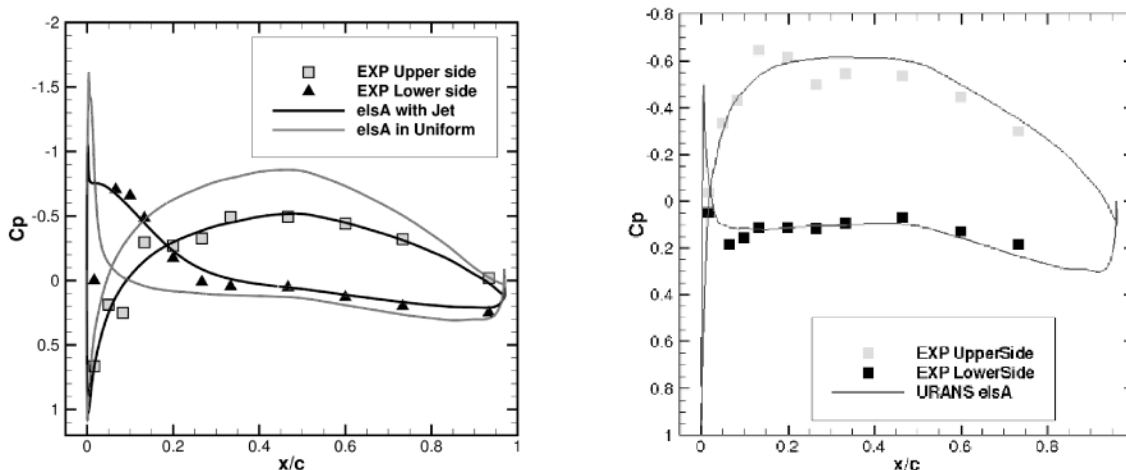 -2
-1.5
-1
-0.5
0
0.5
1
Cp
EXP Upper side
EXP Lower side
elsA with Jet
elsA in Uniform
0
0.2
0.4
0.6
0.8
1
x/c
-0.8
-0.6
-0.4
-0.2
0
0.2
0.4
0.6
0.8
1
Cp
EXP UpperSide
EXP LowerSide
URANS elsA
0
0.2
0.4
0.6
0.8
x/c